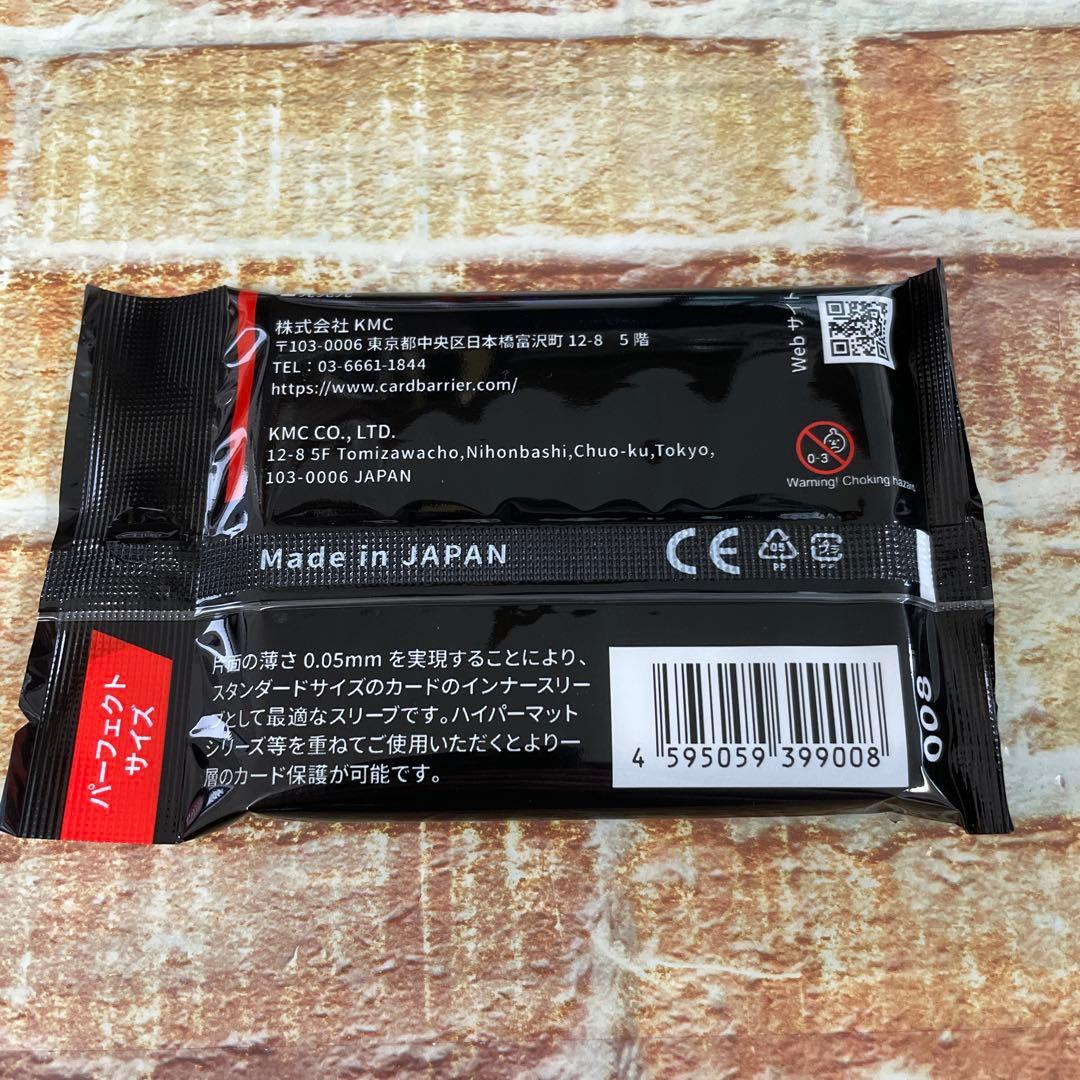 株式会社 KMC
〒103-0006 東京都中央区日本橋富沢町 12-8 5 階
TEL：03-6661-1844
https://www.cardbarrier.com/
KMC CO., LTD.
12-8 5F Tomizawacho,Nihonbashi,Chuo-ku,Tokyo,
103-0006 JAPAN
Web サイト
0-3
Warning! Choking hazard
Made in JAPAN
CE
05
PP
プラ
片面の薄さ 0.05mm を実現することにより、
スタンダードサイズのカードのインナースリー
ブとして最適なスリーブです。ハイパーマット
シリーズ等を重ねてご使用いただくとより一
層のカード保護が可能です。
パーフェクト
サイズ
4 595059 399008
008